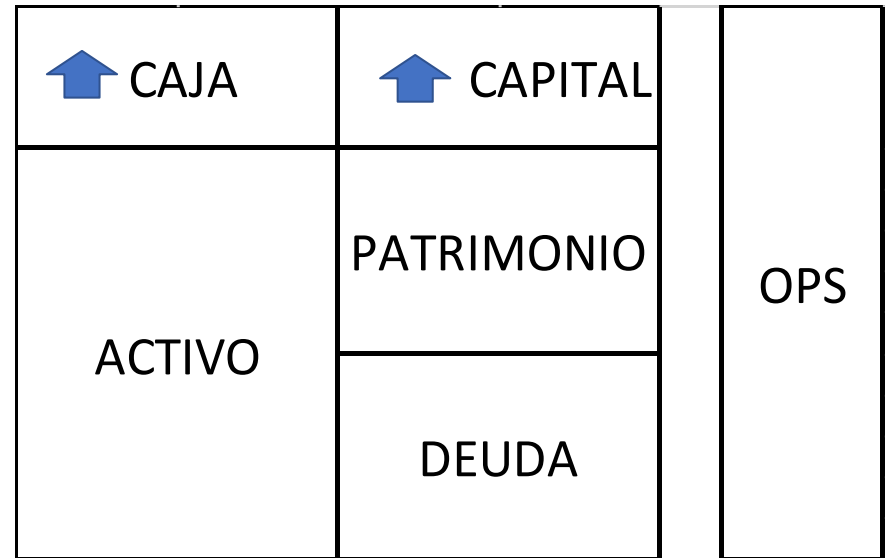 CAJA
CAPITAL
PATRIMONIO
OPS
ACTIVO
DEUDA